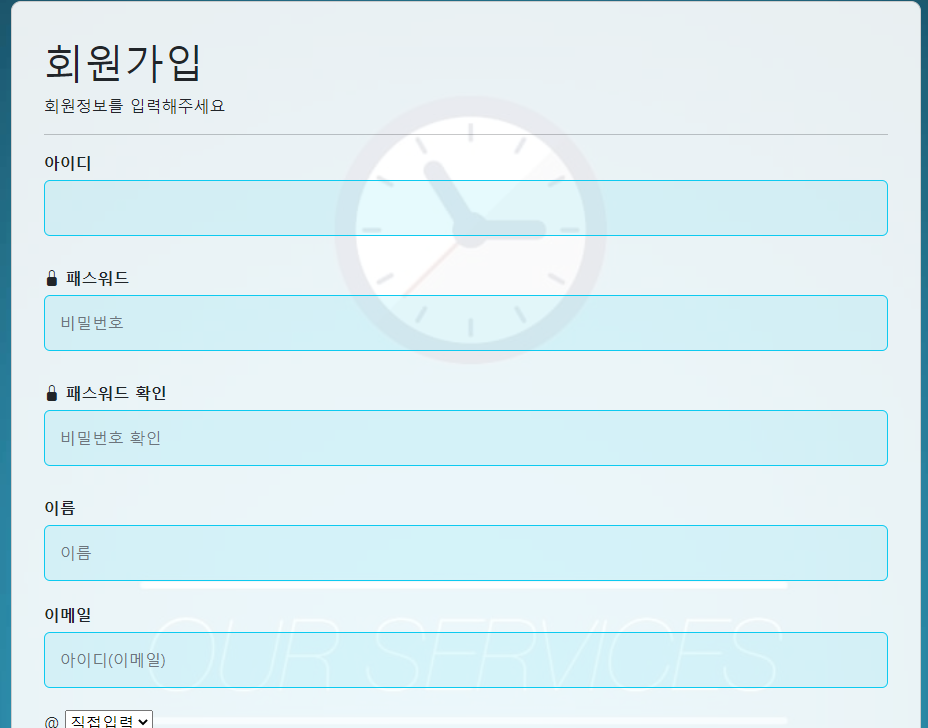 회원가입
회원정보를 입력해주세요
아이디
패스워드
비밀번호
패스워드 확인
비밀번호 확인
이름
이름
이메일
OUR SERVICES
아이디(이메일)
@ 직접입력